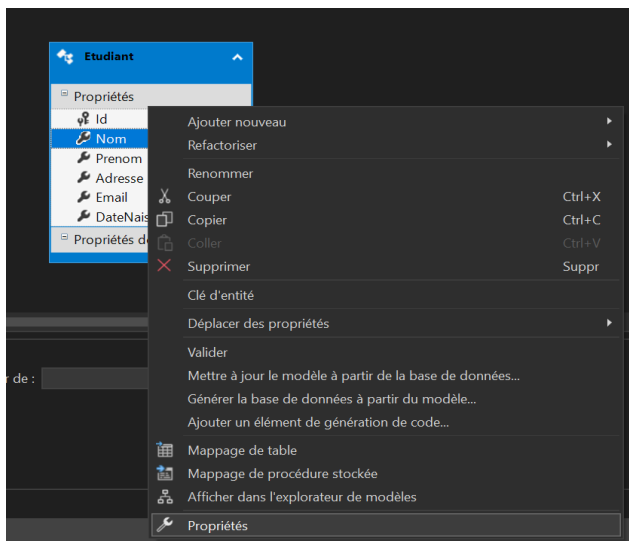 Etudiant
Propriétés
Id
Nom
Prenom
Adresse
Email
DateNais
Propriétés d
Ajouter nouveau
Refactoriser
Renommer
Couper Ctrl+X
Copier Ctrl+C
Coller Ctrl+V
Supprimer Suppr
Clé d'entité
Déplacer des propriétés
Valider
Mettre à jour le modèle à partir de la base de données...
Générer la base de données à partir du modèle...
Ajouter un élément de génération de code...
Mappage de table
Mappage de procédure stockée
Afficher dans l'explorateur de modèles
Propriétés
r de :